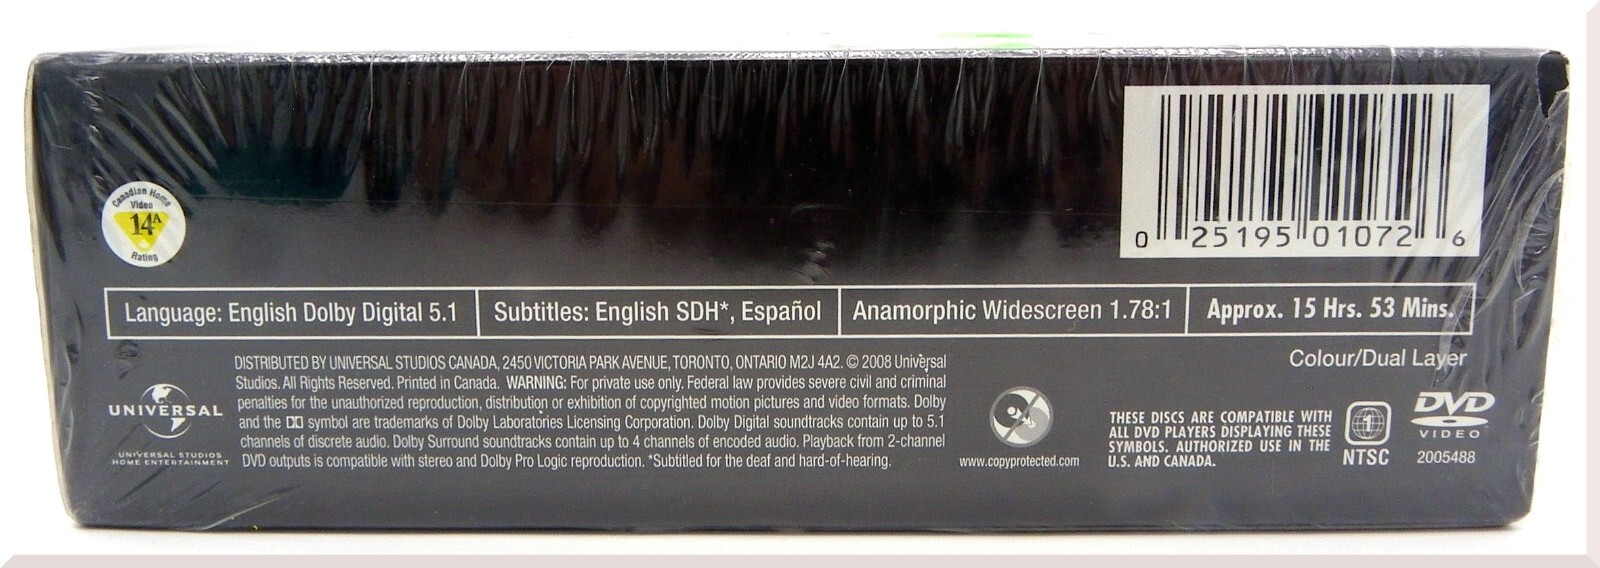 Canadian Home
Video
14A
Rating
0 25195 01072 6
Language: English Dolby Digital 5.1
Subtitles: English SDH*, Español
Anamorphic Widescreen 1.78:1
Approx. 15 Hrs. 53 Mins.
UNIVERSAL
UNIVERSAL STUDIOS
HOME ENTERTAINMENT
DISTRIBUTED BY UNIVERSAL STUDIOS CANADA, 2450 VICTORIA PARK AVENUE, TORONTO, ONTARIO M2J 4A2. © 2008 Universal
Studios. All Rights Reserved. Printed in Canada. WARNING: For private use only. Federal law provides severe civil and criminal
penalties for the unauthorized reproduction, distribution or exhibition of copyrighted motion pictures and video formats. Dolby
and the DD symbol are trademarks of Dolby Laboratories Licensing Corporation. Dolby Digital soundtracks contain up to 5.1
channels of discrete audio. Dolby Surround soundtracks contain up to 4 channels of encoded audio. Playback from 2-channel
DVD outputs is compatible with stereo and Dolby Pro Logic reproduction. *Subtitled for the deaf and hard-of-hearing.
www.copyprotected.com
Colour/Dual Layer
THESE DISCS ARE COMPATIBLE WITH
ALL DVD PLAYERS DISPLAYING THESE
SYMBOLS. AUTHORIZED USE IN THE
U.S. AND CANADA.
1
NTSC
DVD
VIDEO
2005488